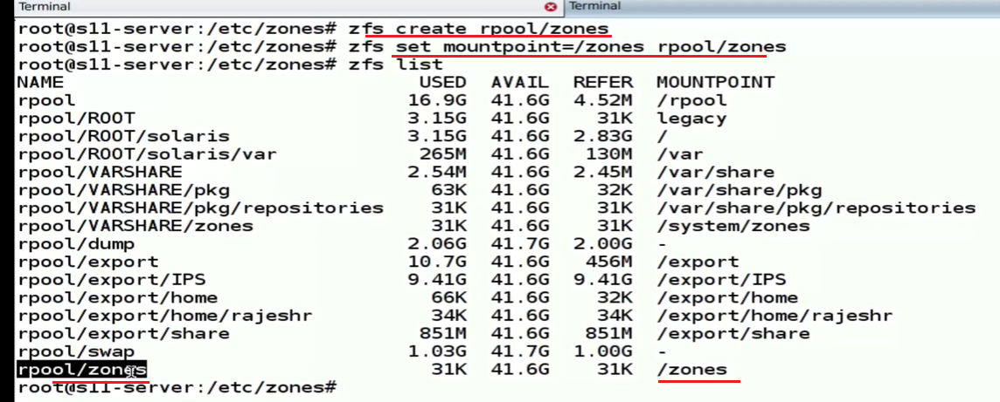 Terminal
Terminal
root@s11-server:/etc/zones# zfs create rpool/zones
root@s11-server:/etc/zones# zfs set mountpoint=/zones rpool/zones
root@s11-server:/etc/zones# zfs list
NAME USED AVAIL REFER MOUNTPOINT
rpool 16.9G 41.6G 4.52M /rpool
rpool/ROOT 3.15G 41.6G 31K legacy
rpool/ROOT/solaris 3.15G 41.6G 2.83G /
rpool/ROOT/solaris/var 265M 41.6G 130M /var
rpool/VARSHARE 2.54M 41.6G 2.45M /var/share
rpool/VARSHARE/pkg 63K 41.6G 32K /var/share/pkg
rpool/VARSHARE/pkg/repositories 31K 41.6G 31K /var/share/pkg/repositories
rpool/VARSHARE/zones 31K 41.6G 31K /system/zones
rpool/dump 2.06G 41.7G 2.00G -
rpool/export 10.7G 41.6G 456M /export
rpool/export/IPS 9.41G 41.6G 9.41G /export/IPS
rpool/export/home 66K 41.6G 32K /export/home
rpool/export/home/rajeshr 34K 41.6G 34K /export/home/rajeshr
rpool/export/share 851M 41.6G 851M /export/share
rpool/swap 1.03G 41.7G 1.00G -
rpool/zones 31K 41.6G 31K /zones
root@s11-server:/etc/zones#